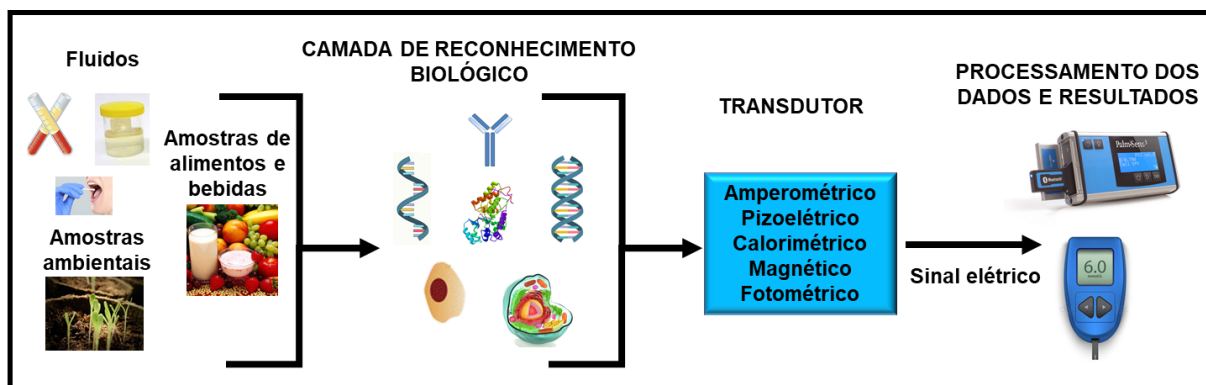 Fluidos
Amostras de
alimentos e
bebidas
Amostras
ambientais
CAMADA DE RECONHECIMENTO
BIOLÓGICO
TRANSDUTOR
Amperométrico
Pizoelétrico
Calorimétrico
Magnético
Fotométrico
Sinal elétrico
PROCESSAMENTO DOS
DADOS E RESULTADOS
PalmSens
6.0